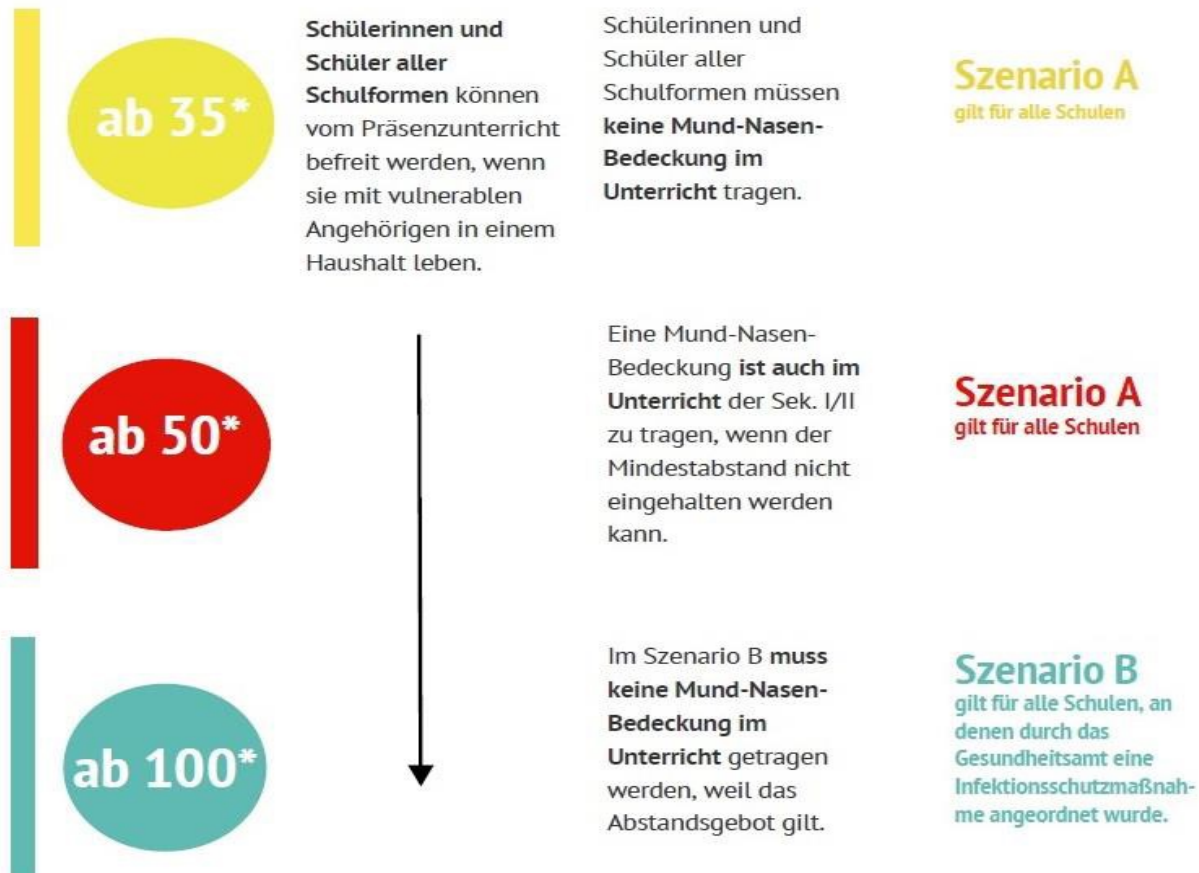 ab 35*
Schülerinnen und
Schüler aller
Schulformen können
vom Präsenzunterricht
befreit werden, wenn
sie mit vulnerablen
Angehörigen in einem
Haushalt leben.
Schülerinnen und
Schüler aller
Schulformen müssen
keine Mund-Nasen-
Bedeckung im
Unterricht tragen.
Szenario A
gilt für alle Schulen
ab 50*
Eine Mund-Nasen-
Bedeckung ist auch im
Unterricht der Sek. I/II
zu tragen, wenn der
Mindestabstand nicht
eingehalten werden
kann.
Szenario A
gilt für alle Schulen
ab 100*
Im Szenario B muss
keine Mund-Nasen-
Bedeckung im
Unterricht getragen
werden, weil das
Abstandsgebot gilt.
Szenario B
gilt für alle Schulen, an
denen durch das
Gesundheitsamt eine
Infektionsschutzmaßnah-
me angeordnet wurde.